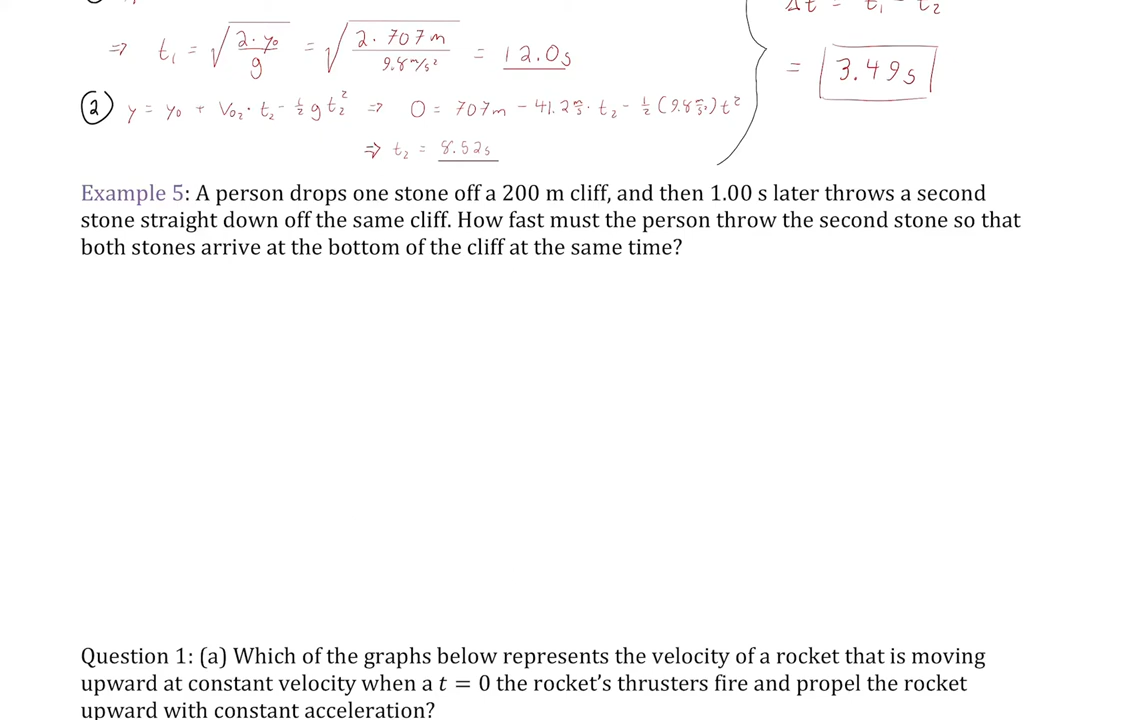 Δt = t₁ - t₂
⇒ t₁ = √(2·y₀/g) = √(2·707m/9.8m/s²) = 12.0s
= 3.49s
② y = y₀ + v₀₂·t₂ - ½gt₂² ⇒ 0 = 707m - 41.2m/s·t₂ - ½(9.8m/s²)t²
⇒ t₂ = 8.52s
Example 5: A person drops one stone off a 200 m cliff, and then 1.00 s later throws a second
stone straight down off the same cliff. How fast must the person throw the second stone so that
both stones arrive at the bottom of the cliff at the same time?
Question 1: (a) Which of the graphs below represents the velocity of a rocket that is moving
upward at constant velocity when a t = 0 the rocket's thrusters fire and propel the rocket
upward with constant acceleration?